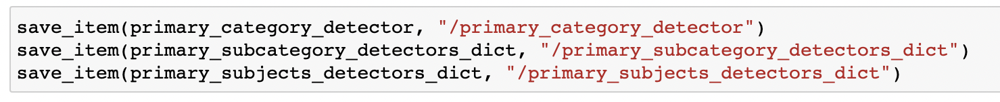 save_item(primary_category_detector, "/primary_category_detector")
save_item(primary_subcategory_detectors_dict, "/primary_subcategory_detectors_dict")
save_item(primary_subjects_detectors_dict, "/primary_subjects_detectors_dict")